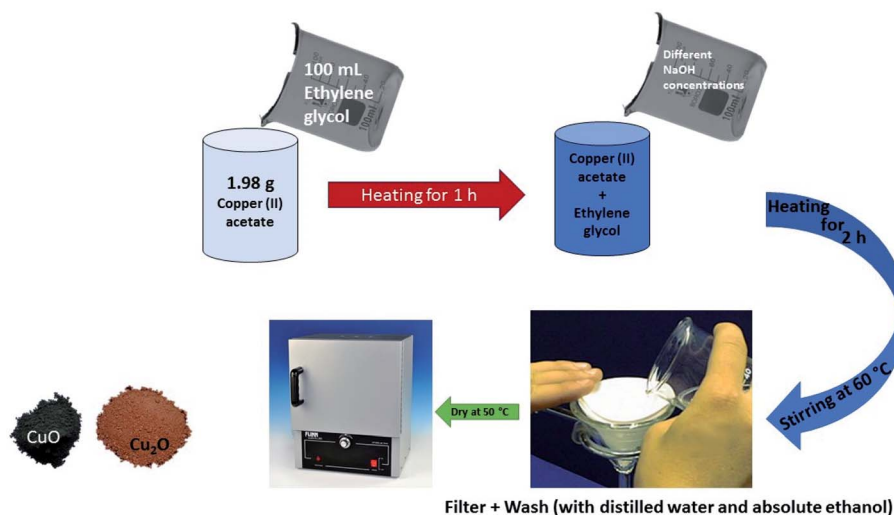 100 mL
Ethylene
glycol
Different
NaOH
concentrations
1.98 g
Copper (II)
acetate
Heating for 1 h
Copper (II)
acetate
+
Ethylene
glycol
Heating
for
2 h
Stirring at 60 °C
Dry at 50 °C
CuO
Cu₂O
Filter + Wash (with distilled water and absolute ethanol)